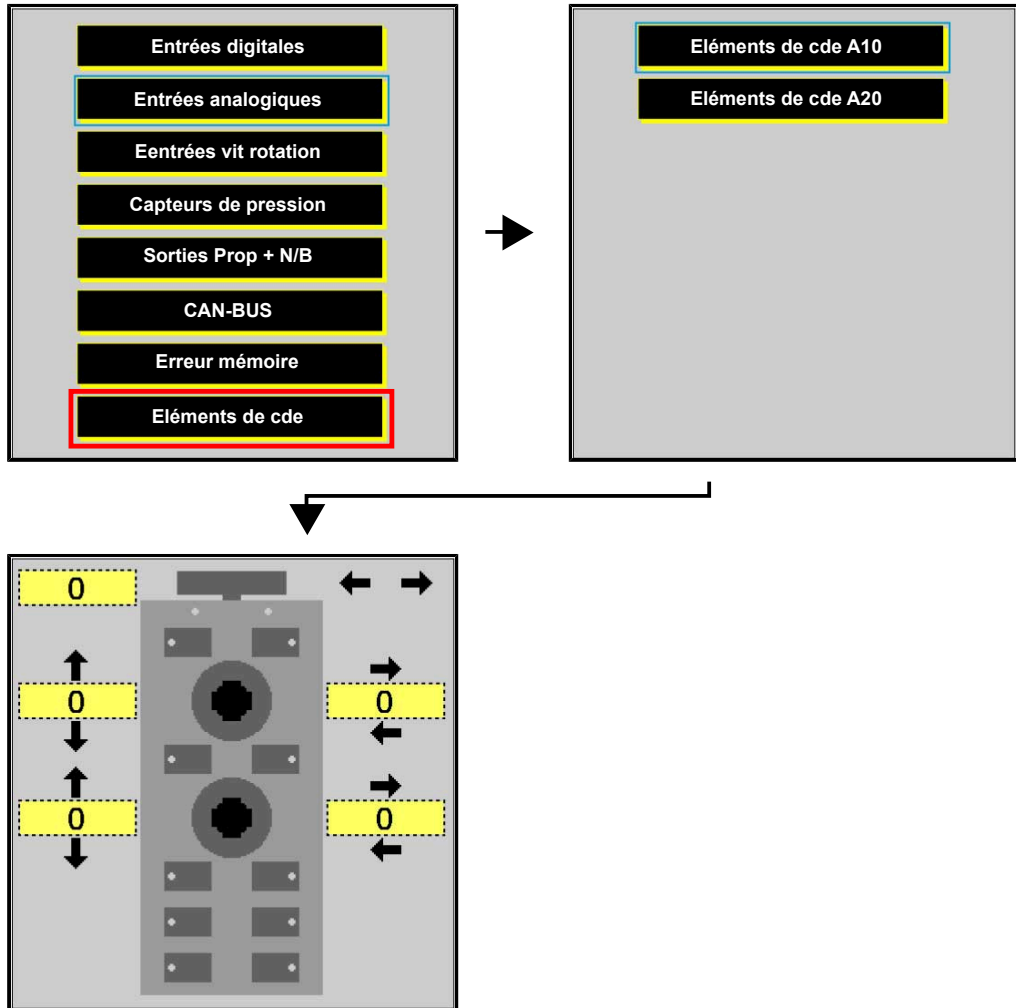 Entrées digitales
Entrées analogiques
Eentrées vit rotation
Capteurs de pression
Sorties Prop + N/B
CAN-BUS
Erreur mémoire
Eléments de cde
Eléments de cde A10
Eléments de cde A20
0
0
0
0
0